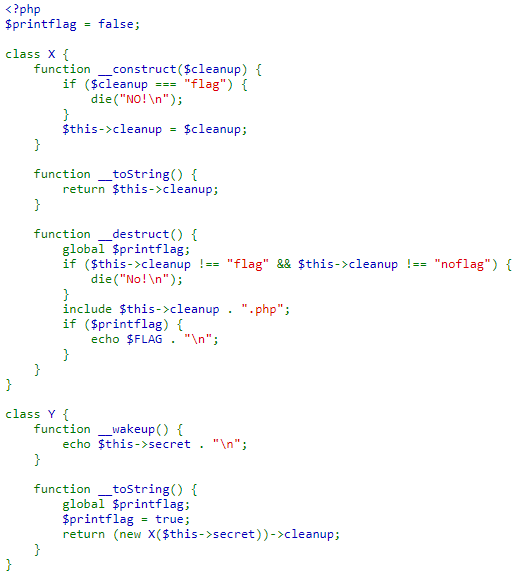 <?php
$printflag = false;

class X {
    function __construct($cleanup) {
        if ($cleanup === "flag") {
            die("NO!\n");
        }
        $this->cleanup = $cleanup;
    }

    function __toString() {
        return $this->cleanup;
    }

    function __destruct() {
        global $printflag;
        if ($this->cleanup !== "flag" && $this->cleanup !== "noflag") {
            die("No!\n");
        }
        include $this->cleanup . ".php";
        if ($printflag) {
            echo $FLAG . "\n";
        }
    }
}

class Y {
    function __wakeup() {
        echo $this->secret . "\n";
    }

    function __toString() {
        global $printflag;
        $printflag = true;
        return (new X($this->secret))->cleanup;
    }
}